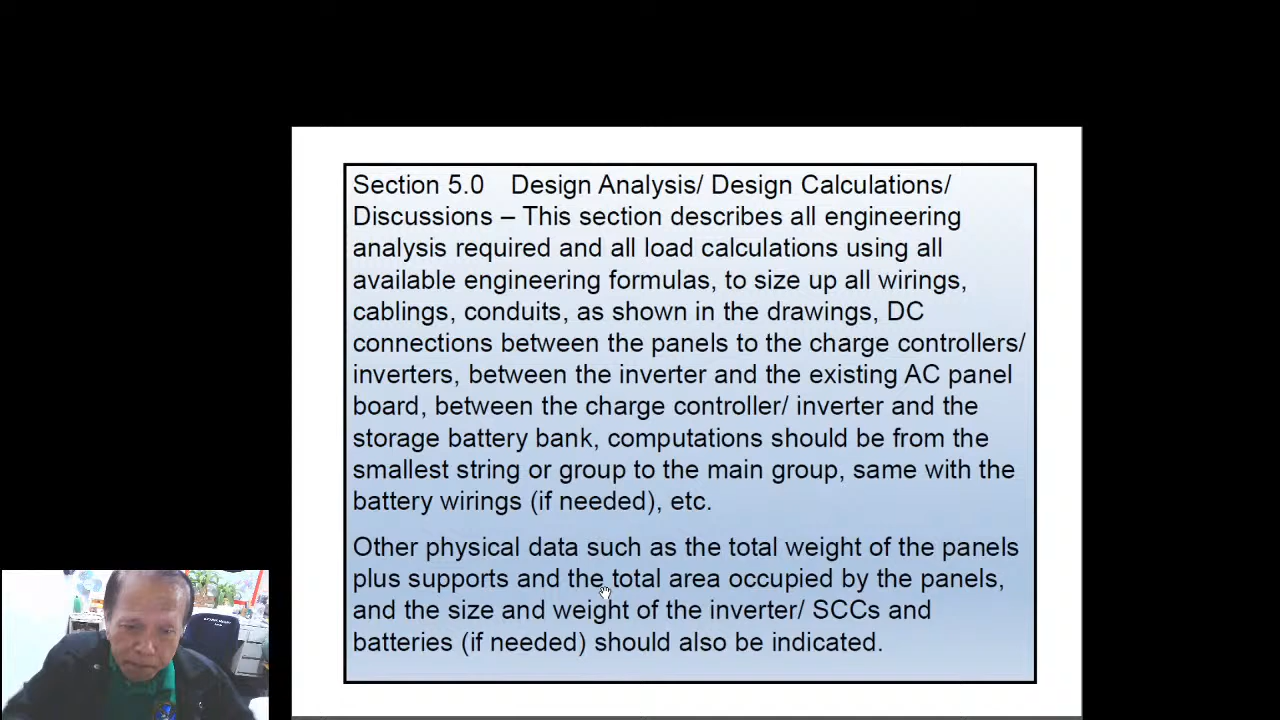 Section 5.0 Design Analysis/ Design Calculations/
Discussions – This section describes all engineering
analysis required and all load calculations using all
available engineering formulas, to size up all wirings,
cablings, conduits, as shown in the drawings, DC
connections between the panels to the charge controllers/
inverters, between the inverter and the existing AC panel
board, between the charge controller/ inverter and the
storage battery bank, computations should be from the
smallest string or group to the main group, same with the
battery wirings (if needed), etc.
Other physical data such as the total weight of the panels
plus supports and the total area occupied by the panels,
and the size and weight of the inverter/ SCCs and
batteries (if needed) should also be indicated.